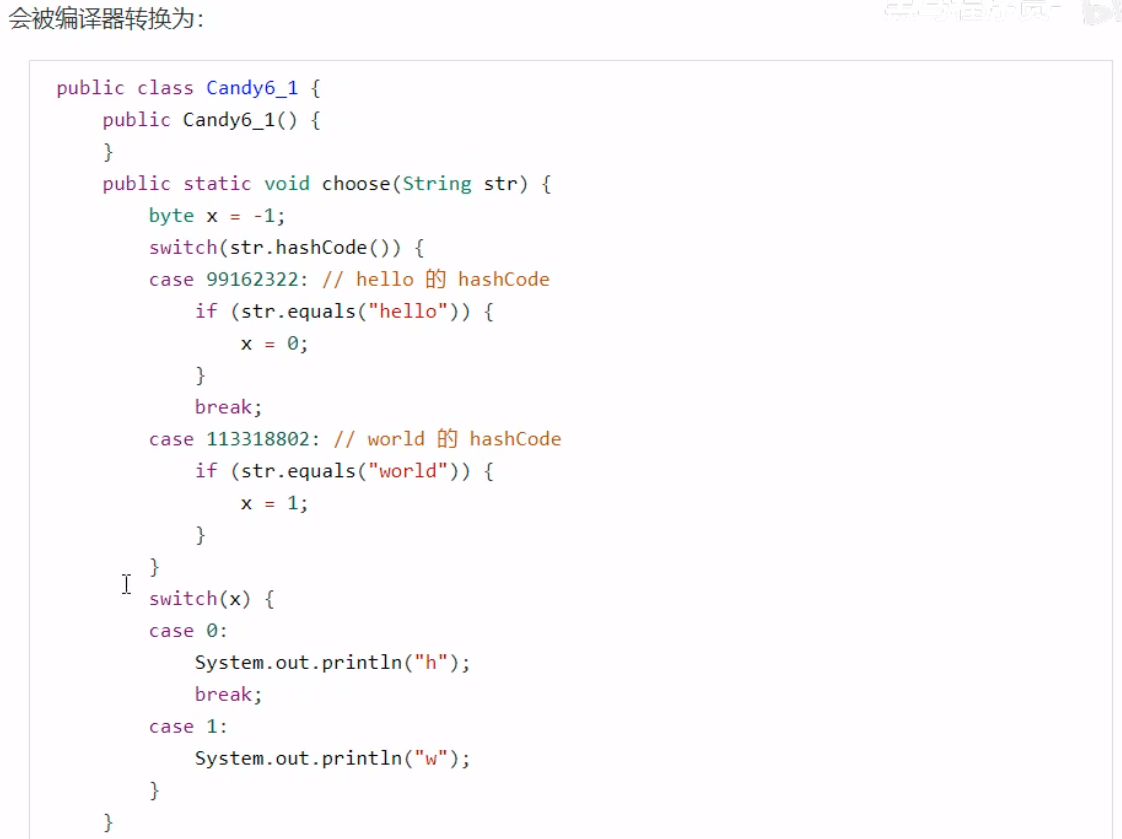 会被编译器转换为：
public class Candy6_1 {
    public Candy6_1() {
    }
    public static void choose(String str) {
        byte x = -1;
        switch(str.hashCode()) {
        case 99162322: // hello 的 hashCode
            if (str.equals("hello")) {
                x = 0;
            }
            break;
        case 113318802: // world 的 hashCode
            if (str.equals("world")) {
                x = 1;
            }
        }
        switch(x) {
        case 0:
            System.out.println("h");
            break;
        case 1:
            System.out.println("w");
        }
    }